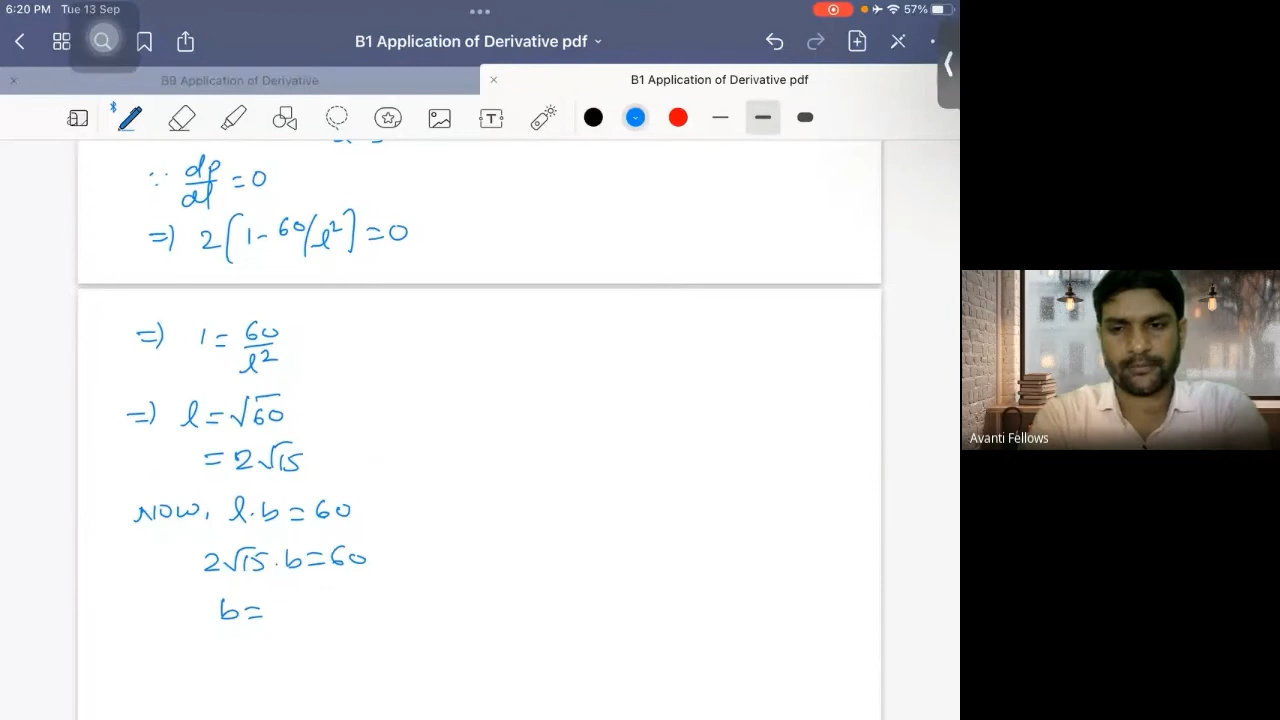 6:20 PM Tue 13 Sep
57%
B1 Application of Derivative pdf
B9 Application of Derivative
B1 Application of Derivative pdf
∵ dp/dl = 0
=) 2[1 - 60/l²] = 0
=) 1 = 60/l²
=) l = √60
= 2√15
NOW, l·b = 60
2√15 · b = 60
b =
Avanti Fellows